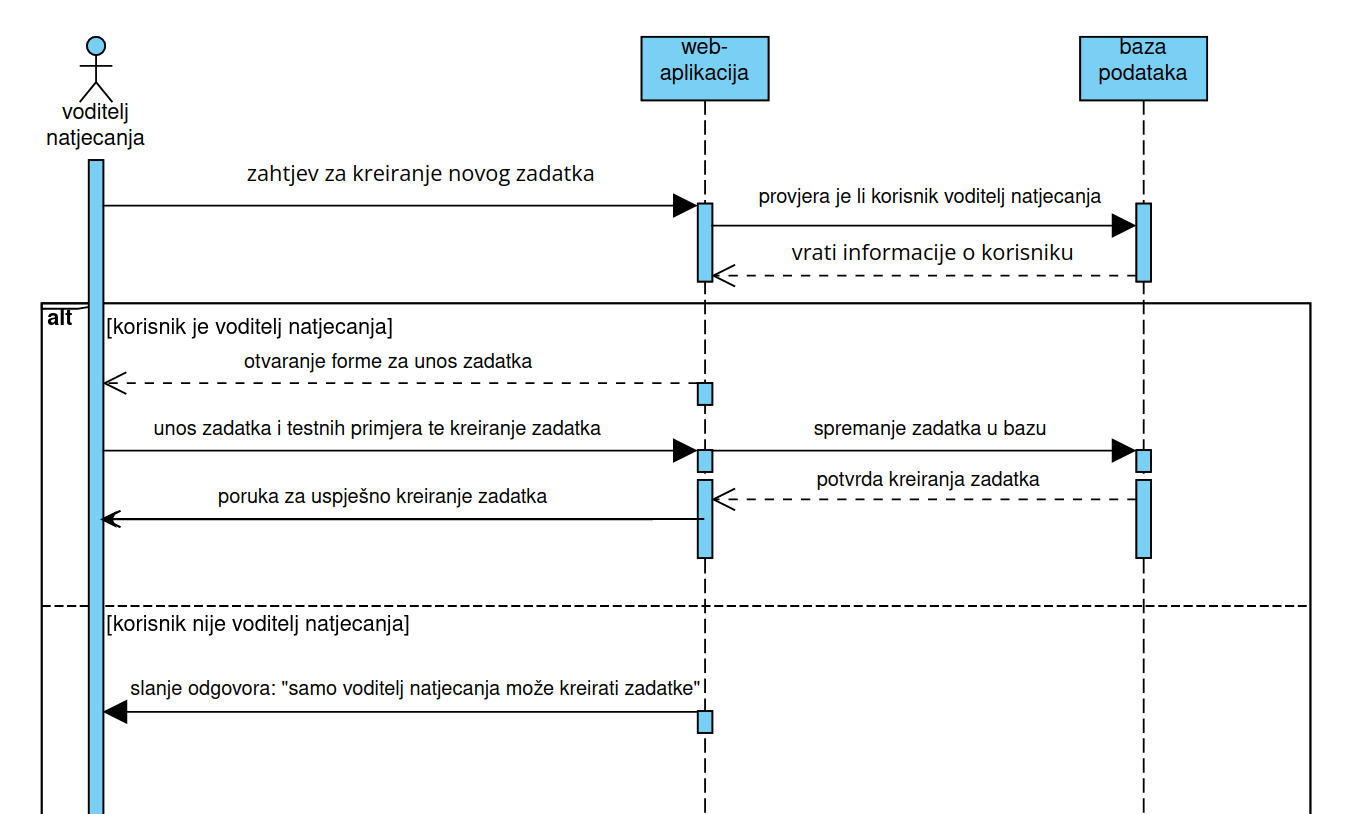 web-
aplikacija
baza
podataka
voditelj
natjecanja
zahtjev za kreiranje novog zadatka
provjera je li korisnik voditelj natjecanja
vrati informacije o korisniku
alt
[korisnik je voditelj natjecanja]
otvaranje forme za unos zadatka
unos zadatka i testnih primjera te kreiranje zadatka
spremanje zadatka u bazu
potvrda kreiranja zadatka
poruka za uspješno kreiranje zadatka
[korisnik nije voditelj natjecanja]
slanje odgovora: "samo voditelj natjecanja može kreirati zadatke"